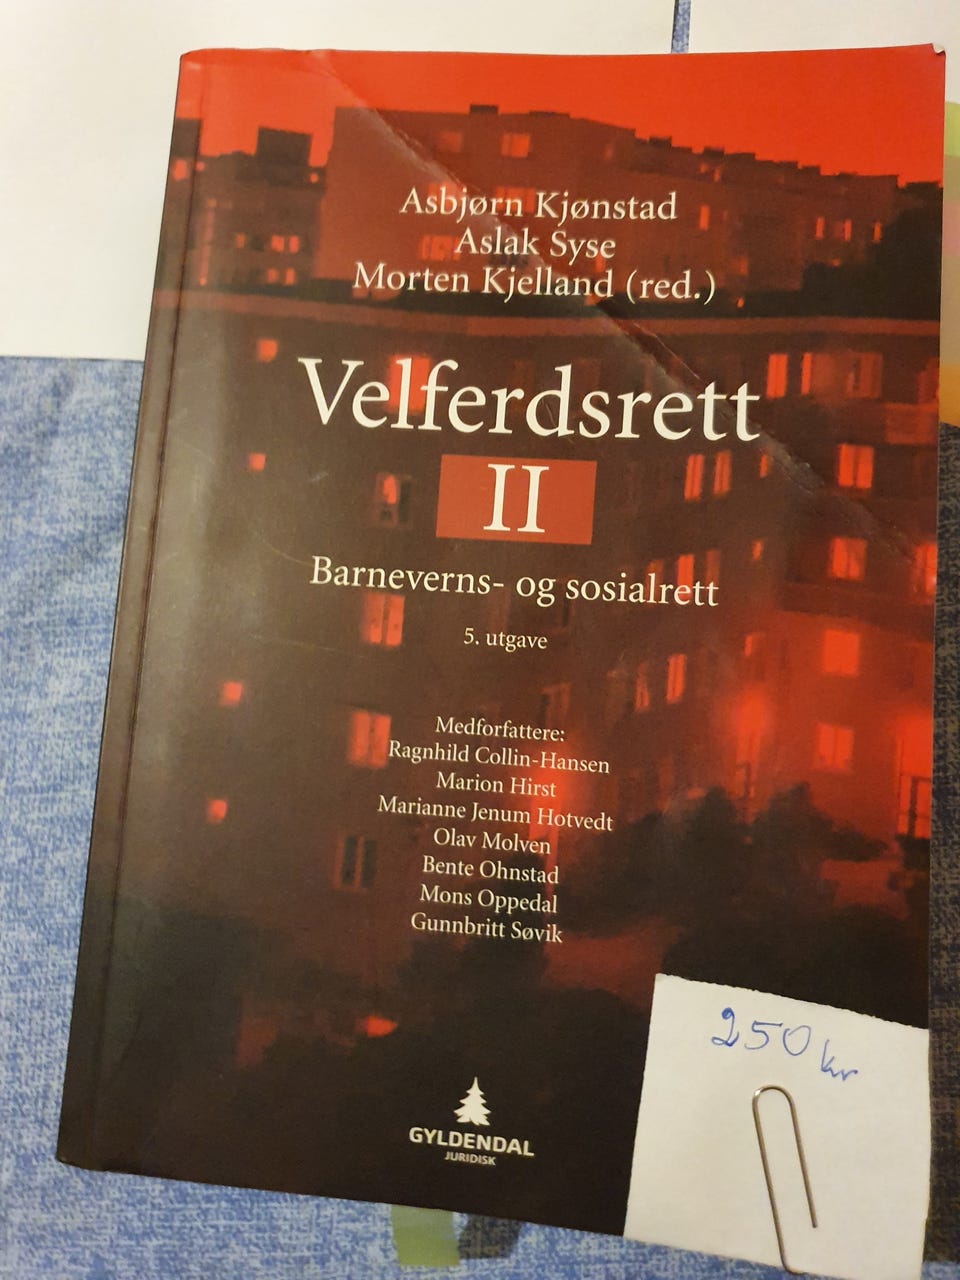 Asbjørn Kjønstad
Aslak Syse
Morten Kjelland (red.)
Velferdsrett
II
Barneverns- og sosialrett
5. utgave
Medforfattere:
Ragnhild Collin-Hansen
Marion Hirst
Marianne Jenum Hotvedt
Olav Molven
Bente Ohnstad
Mons Oppedal
Gunnbritt Søvik
250 kr
GYLDENDAL
JURIDISK